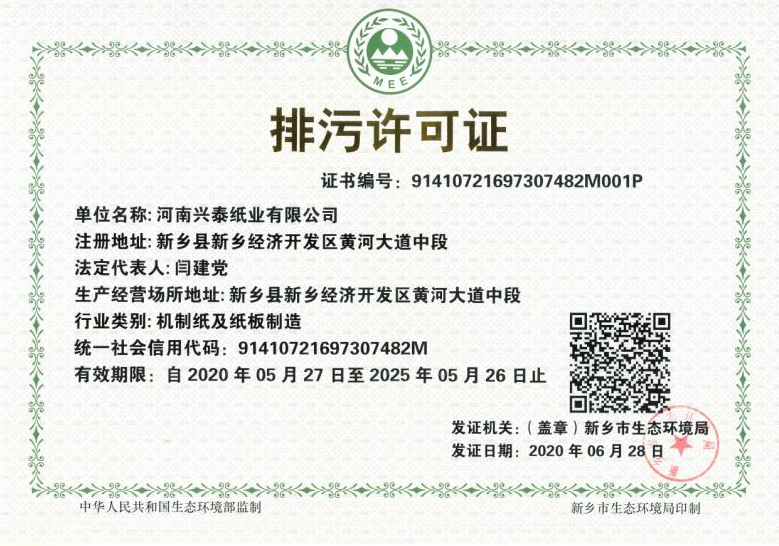 MEE
排污许可证
证书编号：91410721697307482M001P
单位名称: 河南兴泰纸业有限公司
注册地址: 新乡县新乡经济开发区黄河大道中段
法定代表人: 闫建党
生产经营场所地址: 新乡县新乡经济开发区黄河大道中段
行业类别: 机制纸及纸板制造
统一社会信用代码：91410721697307482M
有效期限：自 2020 年 05 月 27 日至 2025 年 05 月 26 日止
发证机关：（盖章）新乡市生态环境局
发证日期：2020 年 06 月 28 日
中华人民共和国生态环境部监制
新乡市生态环境局印制